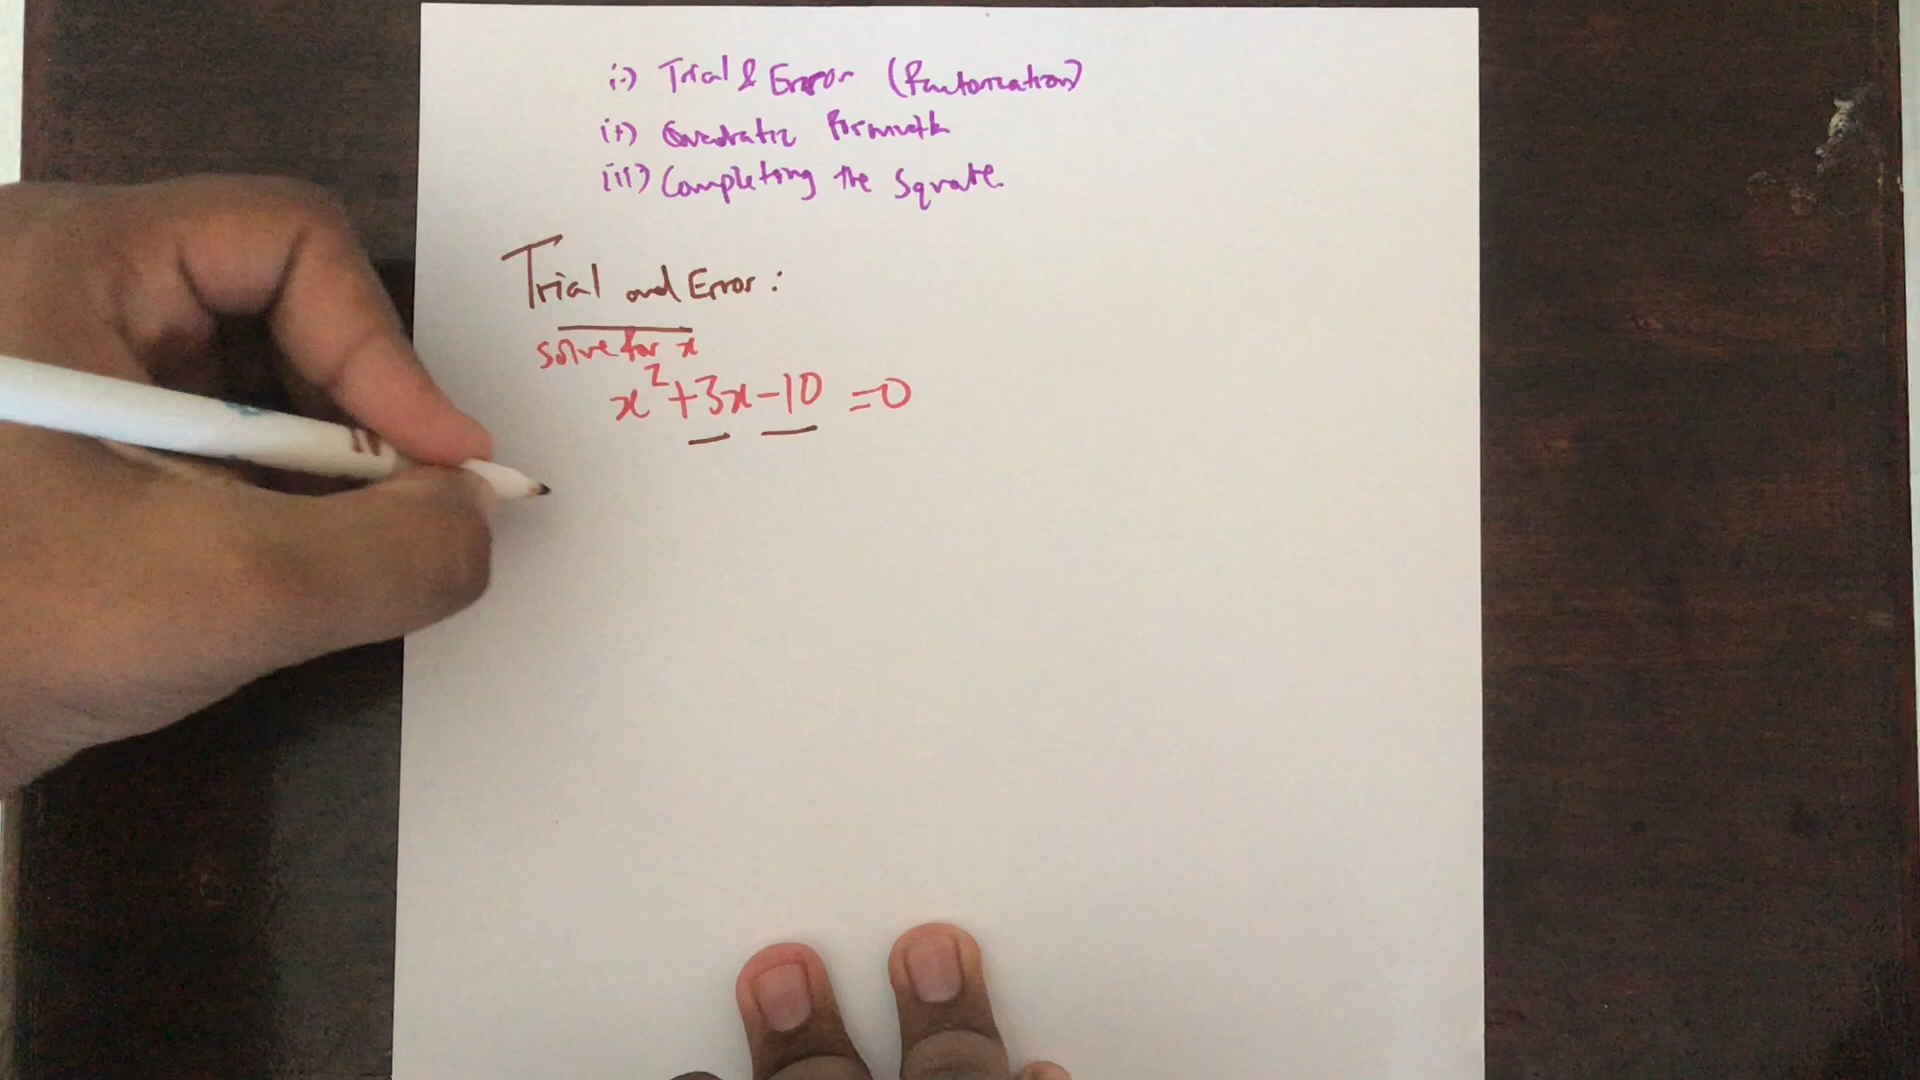 i.) Trial & Error (Factorization)
ii) Quadratic Formula
iii) Completing the Square.
Trial and Error:
solve for x
x² + 3x - 10 = 0